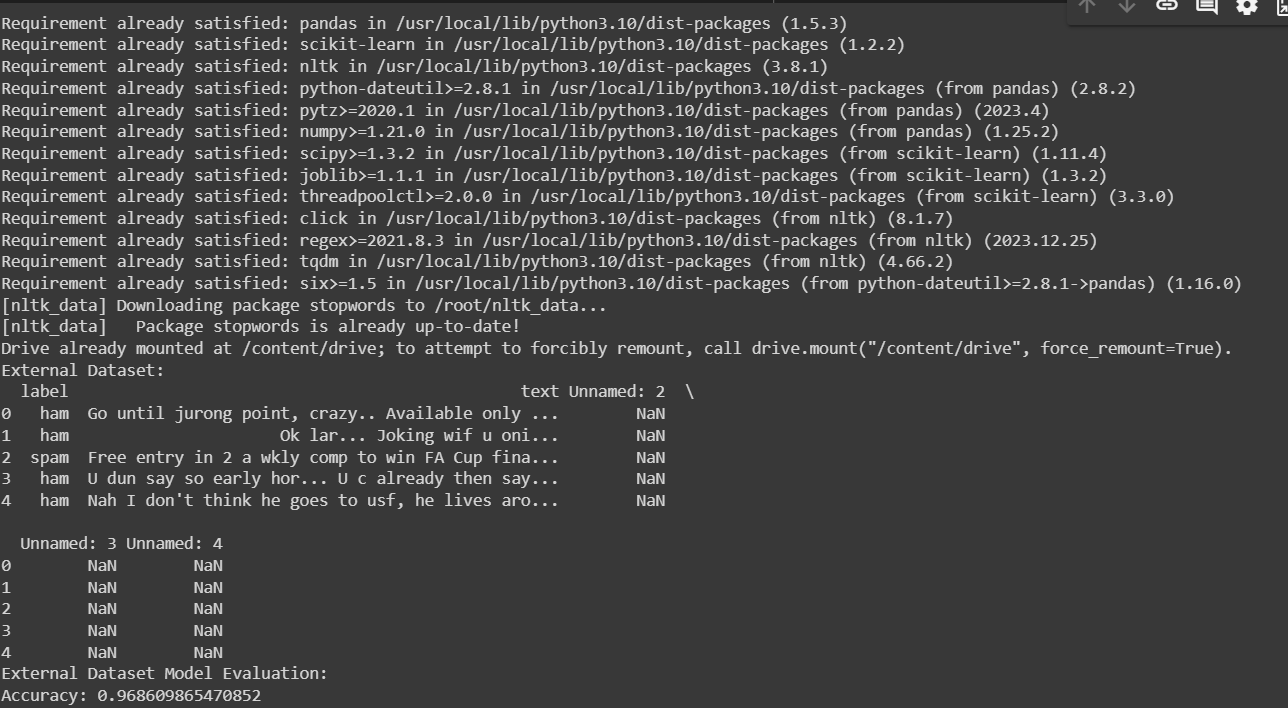 Requirement already satisfied: pandas in /usr/local/lib/python3.10/dist-packages (1.5.3)
Requirement already satisfied: scikit-learn in /usr/local/lib/python3.10/dist-packages (1.2.2)
Requirement already satisfied: nltk in /usr/local/lib/python3.10/dist-packages (3.8.1)
Requirement already satisfied: python-dateutil>=2.8.1 in /usr/local/lib/python3.10/dist-packages (from pandas) (2.8.2)
Requirement already satisfied: pytz>=2020.1 in /usr/local/lib/python3.10/dist-packages (from pandas) (2023.4)
Requirement already satisfied: numpy>=1.21.0 in /usr/local/lib/python3.10/dist-packages (from pandas) (1.25.2)
Requirement already satisfied: scipy>=1.3.2 in /usr/local/lib/python3.10/dist-packages (from scikit-learn) (1.11.4)
Requirement already satisfied: joblib>=1.1.1 in /usr/local/lib/python3.10/dist-packages (from scikit-learn) (1.3.2)
Requirement already satisfied: threadpoolctl>=2.0.0 in /usr/local/lib/python3.10/dist-packages (from scikit-learn) (3.3.0)
Requirement already satisfied: click in /usr/local/lib/python3.10/dist-packages (from nltk) (8.1.7)
Requirement already satisfied: regex>=2021.8.3 in /usr/local/lib/python3.10/dist-packages (from nltk) (2023.12.25)
Requirement already satisfied: tqdm in /usr/local/lib/python3.10/dist-packages (from nltk) (4.66.2)
Requirement already satisfied: six>=1.5 in /usr/local/lib/python3.10/dist-packages (from python-dateutil>=2.8.1->pandas) (1.16.0)
[nltk_data] Downloading package stopwords to /root/nltk_data...
[nltk_data]   Package stopwords is already up-to-date!
Drive already mounted at /content/drive; to attempt to forcibly remount, call drive.mount("/content/drive", force_remount=True).
External Dataset:
  label                                               text Unnamed: 2  \
0   ham  Go until jurong point, crazy.. Available only ...        NaN
1   ham                      Ok lar... Joking wif u oni...        NaN
2  spam  Free entry in 2 a wkly comp to win FA Cup fina...        NaN
3   ham  U dun say so early hor... U c already then say...        NaN
4   ham  Nah I don't think he goes to usf, he lives aro...        NaN

  Unnamed: 3 Unnamed: 4
0        NaN        NaN
1        NaN        NaN
2        NaN        NaN
3        NaN        NaN
4        NaN        NaN
External Dataset Model Evaluation:
Accuracy: 0.968609865470852